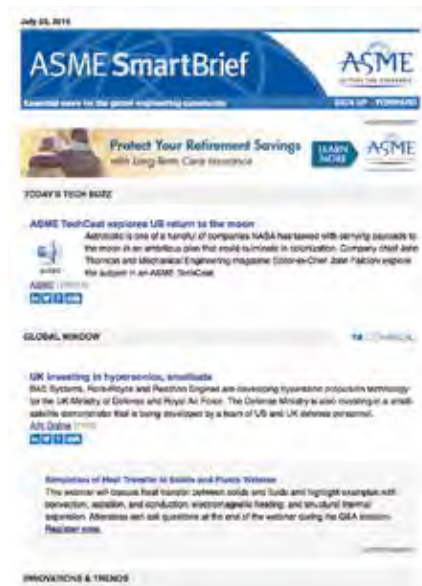 ASME SmartBrief
ASME
SETTING THE STANDARD
Essential news for the global engineering community
SIGN UP · FORWARD
Protect Your Retirement Savings
with Long-Term Care Insurance
LEARN
MORE
ASME
TODAY'S TECH BUZZ
ASME TechCast explores US return to the moon
Astrobotic is one of a handful of companies NASA has tasked with carrying payloads to
the moon in an ambitious plan that could culminate in colonization. Company chief John
Thornton and Mechanical Engineering magazine Editor-in-Chief John Falcioni explore
the subject in an ASME TechCast.
ASME
GLOBAL WINDOW
UK investing in hypersonics, smallsats
BAE Systems, Rolls-Royce and Reaction Engines are developing hypersonic propulsion technology
for the UK Ministry of Defence and Royal Air Force. The Defense Ministry is also investing in a small-
satellite demonstrator that is being developed by a team of US and UK defense personnel.
Simulation of Heat Transfer in Solids and Fluids Webinar
This webinar will discuss heat transfer between solids and fluids and highlight examples with
convection, radiation, and conduction; electromagnetic heating; and structural thermal
expansion. Attendees can ask questions at the end of the webinar during the Q&A session.
Register now.
INNOVATIONS & TRENDS